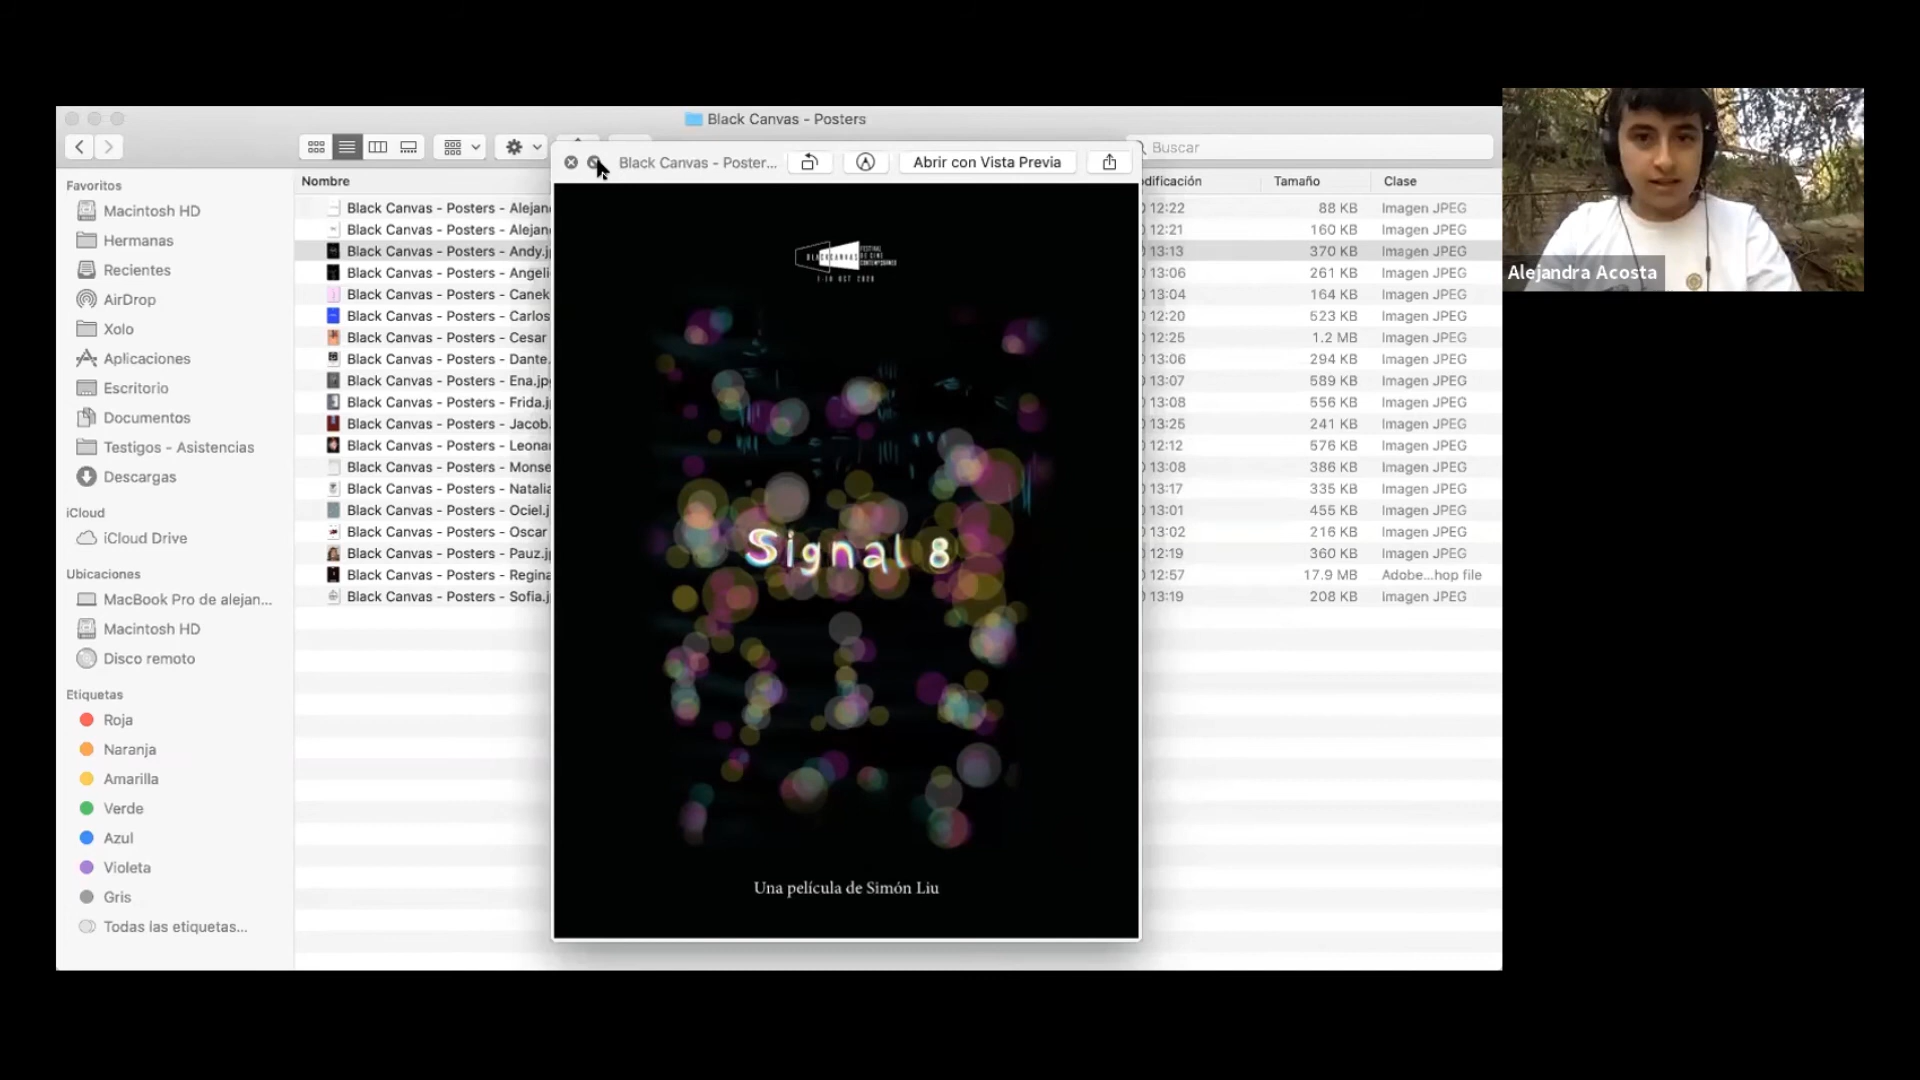 Black Canvas - Posters
Buscar
Black Canvas - Poster...
Abrir con Vista Previa
Favoritos
Macintosh HD
Hermanas
Recientes
AirDrop
Xolo
Aplicaciones
Escritorio
Documentos
Testigos - Asistencias
Descargas
iCloud
iCloud Drive
Ubicaciones
MacBook Pro de alejan...
Macintosh HD
Disco remoto
Etiquetas
Roja
Naranja
Amarilla
Verde
Azul
Violeta
Gris
Todas las etiquetas...
Nombre
Black Canvas - Posters - Alejan
Black Canvas - Posters - Alejan
Black Canvas - Posters - Andy.j
Black Canvas - Posters - Angeli
Black Canvas - Posters - Canek
Black Canvas - Posters - Carlos
Black Canvas - Posters - Cesar
Black Canvas - Posters - Dante.
Black Canvas - Posters - Ena.jp
Black Canvas - Posters - Frida.j
Black Canvas - Posters - Jacob.
Black Canvas - Posters - Leona
Black Canvas - Posters - Monse
Black Canvas - Posters - Natalia
Black Canvas - Posters - Ociel.j
Black Canvas - Posters - Oscar
Black Canvas - Posters - Pauz.j
Black Canvas - Posters - Regina
Black Canvas - Posters - Sofia.j
BLACKCANVAS
FESTIVAL
DE CINE
CONTEMPORÁNEO
Signal 8
Una película de Simón Liu
odificación Tamaño Clase
12:22 88 KB Imagen JPEG
12:21 160 KB Imagen JPEG
13:13 370 KB Imagen JPEG
13:06 261 KB Imagen JPEG
13:04 164 KB Imagen JPEG
12:20 523 KB Imagen JPEG
12:25 1.2 MB Imagen JPEG
13:06 294 KB Imagen JPEG
13:07 589 KB Imagen JPEG
13:08 556 KB Imagen JPEG
13:25 241 KB Imagen JPEG
12:12 576 KB Imagen JPEG
13:08 386 KB Imagen JPEG
13:17 335 KB Imagen JPEG
13:01 455 KB Imagen JPEG
13:02 216 KB Imagen JPEG
12:19 360 KB Imagen JPEG
12:57 17.9 MB Adobe...hop file
13:19 208 KB Imagen JPEG
Alejandra Acosta